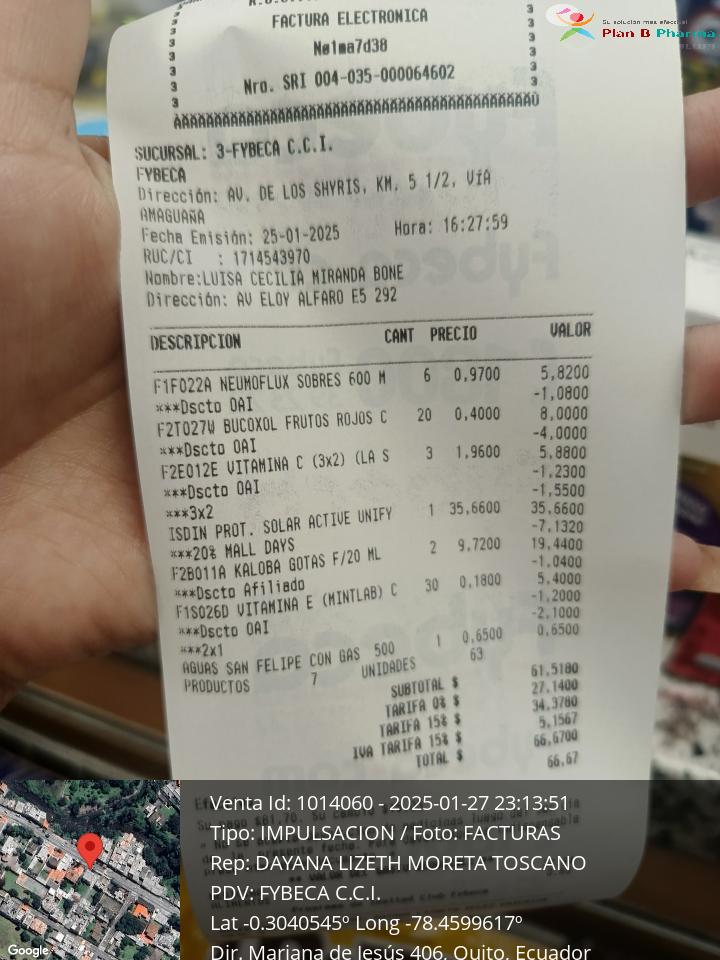 Su solución más efectiva!
Plan B Pharma
FACTURA ELECTRONICA
Nø1ma7d38
Nro. SRI 004-035-000064602
SUCURSAL: 3-FYBECA C.C.I.
FYBECA
Dirección: AV. DE LOS SHYRIS, KM. 5 1/2, VíA
AMAGUAñA
Fecha Emisión: 25-01-2025 Hora: 16:27:59
RUC/CI : 1714543970
Nombre:LUISA CECILIA MIRANDA BONE
Dirección: AV ELOY ALFARO E5 292
DESCRIPCION CANT PRECIO VALOR
F1F022A NEUMOFLUX SOBRES 600 M 6 0,9700 5,8200
***Dscto OAI -1,0800
F2T027W BUCOXOL FRUTOS ROJOS C 20 0,4000 8,0000
***Dscto OAI -4,0000
F2E012E VITAMINA C (3x2) (LA S 3 1,9600 5,8800
***Dscto OAI -1,2300
***3x2 -1,5500
ISDIN PROT. SOLAR ACTIVE UNIFY 1 35,6600 35,6600
***20% MALL DAYS -7,1320
F2B011A KALOBA GOTAS F/20 ML 2 9,7200 19,4400
***Dscto Afiliado -1,0400
F1S026D VITAMINA E (MINTLAB) C 30 0,1800 5,4000
***Dscto OAI -1,2000
***2x1 -2,1000
AGUAS SAN FELIPE CON GAS 500 1 0,6500 0,6500
PRODUCTOS 7 UNIDADES 63
SUBTOTAL $ 61,5180
TARIFA 0% $ 27,1400
TARIFA 15% $ 34,3780
IVA TARIFA 15% $ 5,1567
TOTAL $ 66,6700
66,67
Venta Id: 1014060 - 2025-01-27 23:13:51
Tipo: IMPULSACION / Foto: FACTURAS
Rep: DAYANA LIZETH MORETA TOSCANO
PDV: FYBECA C.C.I.
Lat -0.3040545º Long -78.4599617º
Dir. Mariana de Jesús 406, Quito, Ecuador
Google